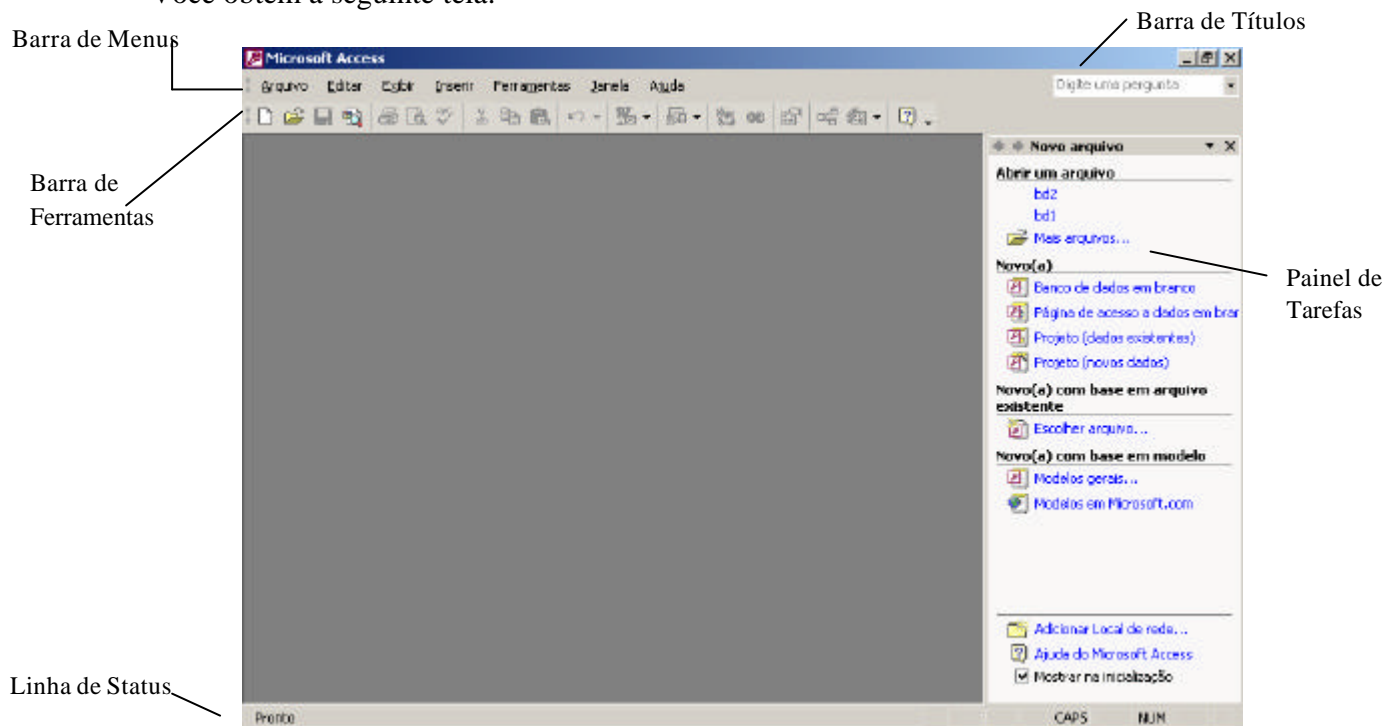 Você obtém a seguinte tela:
Barra de Títulos
Barra de Menus
Microsoft Access
Arquivo Editar Exibir Inserir Ferramentas Janela Ajuda
Digite uma pergunta
Novo arquivo
Abrir um arquivo
bd2
bd1
Mais arquivos...
Barra de
Ferramentas
Novo(a)
Banco de dados em branco
Página de acesso a dados em brar
Projeto (dados existentes)
Projeto (novos dados)
Painel de
Tarefas
Novo(a) com base em arquivo
existente
Escolher arquivo...
Novo(a) com base em modelo
Modelos gerais...
Modelos em Microsoft.com
Adicionar Local de rede...
Ajuda do Microsoft Access
Mostrar na inicialização
Linha de Status
Pronto
CAPS NUM